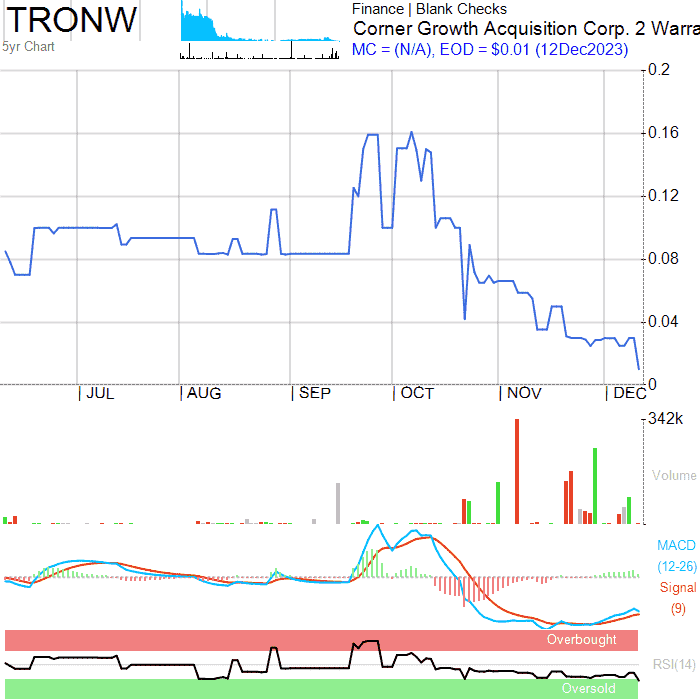 TRONW
5yr Chart
Finance | Blank Checks
Corner Growth Acquisition Corp. 2 Warra
MC = (N/A), EOD = $0.01 (12Dec2023)
0.2
0.16
0.12
0.08
0.04
0
| JUL | AUG | SEP | OCT | NOV | DEC
342k
Volume
MACD
(12-26)
Signal
(9)
Overbought
RSI(14)
Oversold